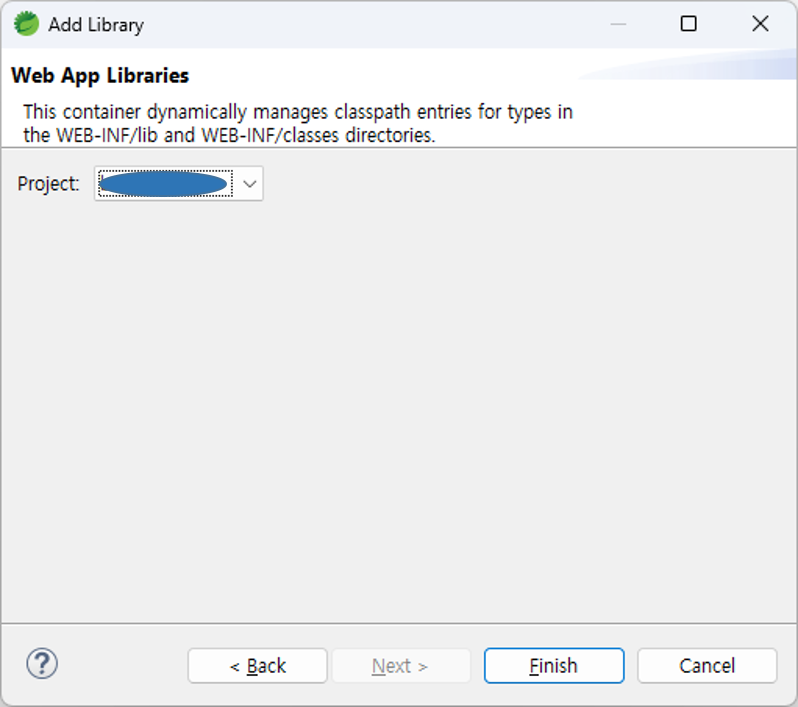 Add Library
Web App Libraries
This container dynamically manages classpath entries for types in
the WEB-INF/lib and WEB-INF/classes directories.
Project:
< Back
Next >
Finish
Cancel